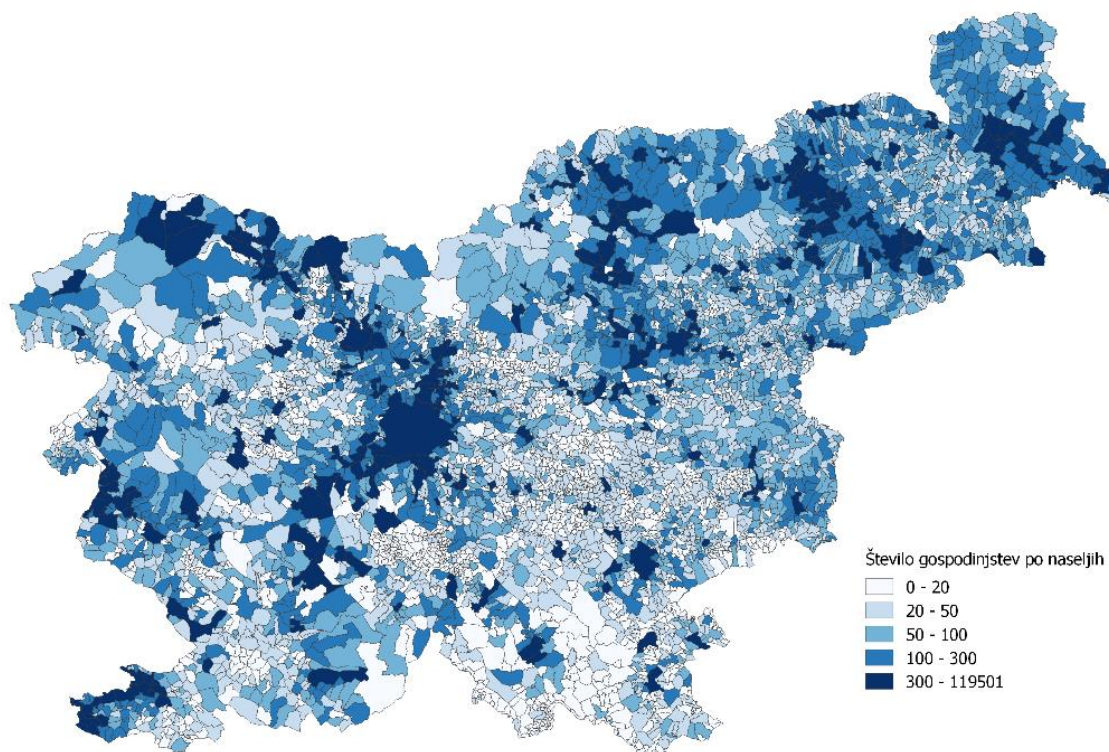 Število gospodinjstev po naseljih
0 - 20
20 - 50
50 - 100
100 - 300
300 - 119501